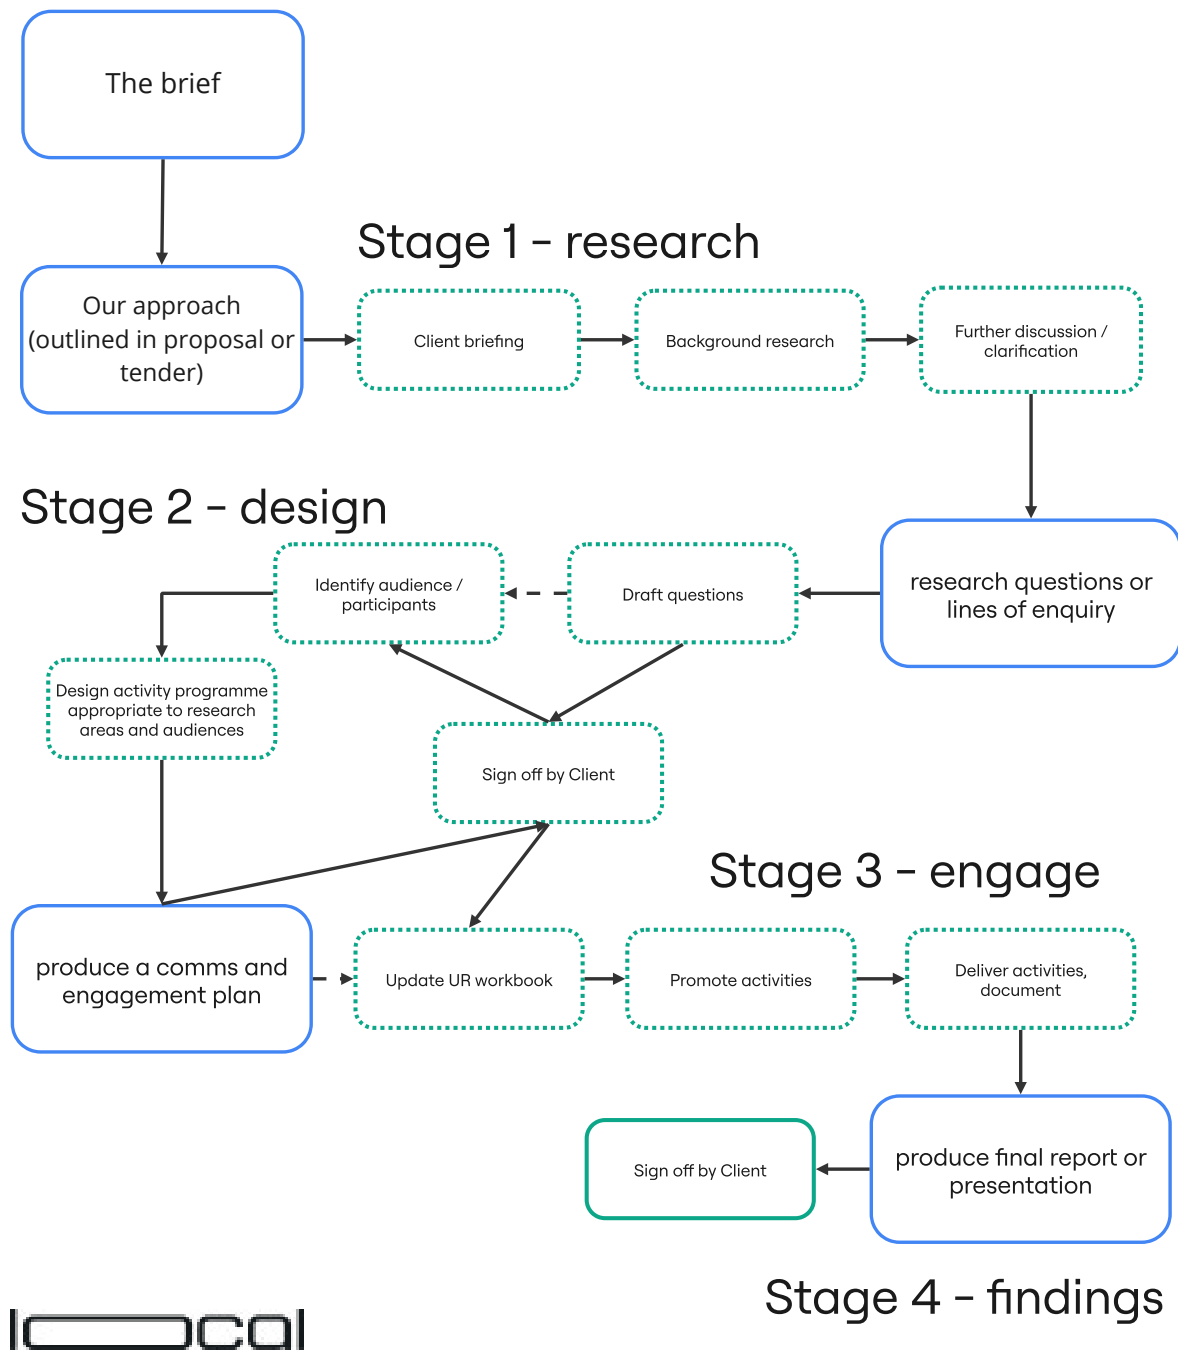 The brief
Stage 1 - research
Our approach
(outlined in proposal or
tender)
Client briefing
Background research
Further discussion /
clarification
Stage 2 - design
research questions or
lines of enquiry
Draft questions
Identify audience /
participants
Design activity programme
appropriate to research
areas and audiences
Sign off by Client
Stage 3 - engage
produce a comms and
engagement plan
Update UR workbook
Promote activities
Deliver activities,
document
produce final report or
presentation
Sign off by Client
Stage 4 - findings